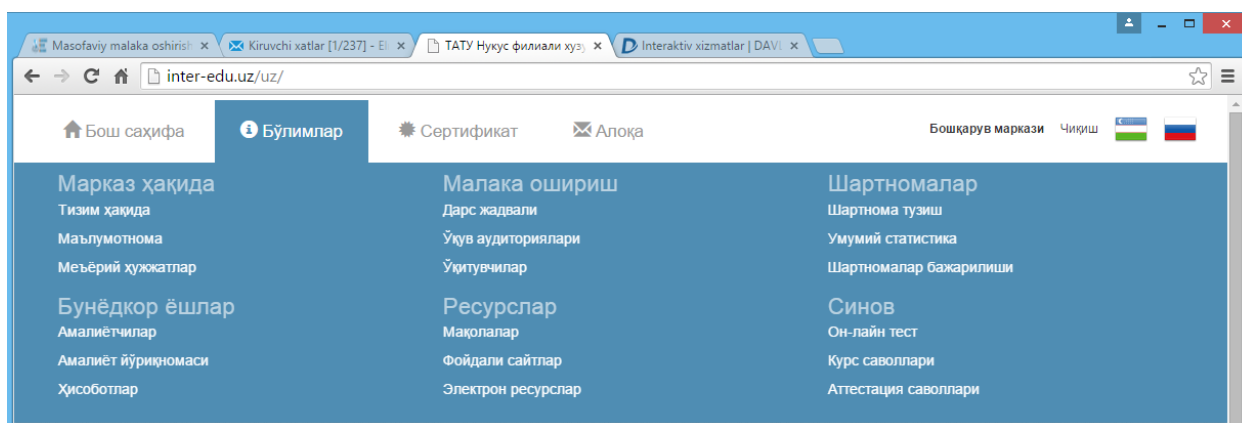 Masofaviy malaka oshirish
Kiruvchi xatlar [1/237] - E
ТАТУ Нукус филиали хузу
Interaktiv xizmatlar | DAV
inter-edu.uz/uz/
Бош саҳифа
Бўлимлар
Сертификат
Алоқа
Бошқарув маркази
Чиқиш
Марказ ҳақида
Тизим ҳақида
Маълумотнома
Меъёрий ҳужжатлар
Малака ошириш
Дарс жадвали
Ўқув аудиториялари
Ўқитувчилар
Шартномалар
Шартнома тузиш
Умумий статистика
Шартномалар бажарилиши
Бунёдкор ёшлар
Амалиётчилар
Амалиёт йўриқномаси
Ҳисоботлар
Ресурслар
Мақолалар
Фойдали сайтлар
Электрон ресурслар
Синов
Он-лайн тест
Курс саволлари
Аттестация саволлари